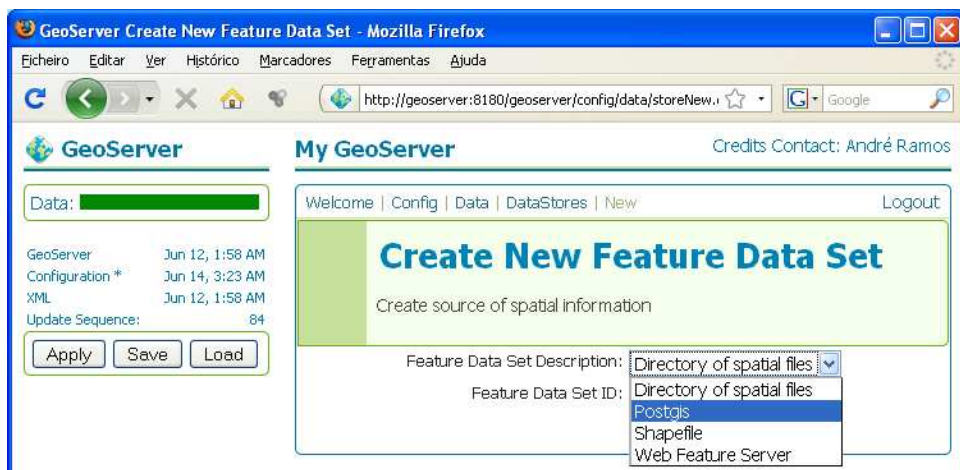 GeoServer Create New Feature Data Set - Mozilla Firefox
Ficheiro Editar Ver Histórico Marcadores Ferramentas Ajuda
http://geoserver:8180/geoserver/config/data/storeNew. Google
GeoServer
My GeoServer
Credits Contact: André Ramos
Data:
Welcome | Config | Data | DataStores | New
Logout
GeoServer Jun 12, 1:58 AM
Configuration * Jun 14, 3:23 AM
XML Jun 12, 1:58 AM
Update Sequence: 84
Apply Save Load
Create New Feature Data Set
Create source of spatial information
Feature Data Set Description: Directory of spatial files
Feature Data Set ID:
Directory of spatial files
Postgis
Shapefile
Web Feature Server